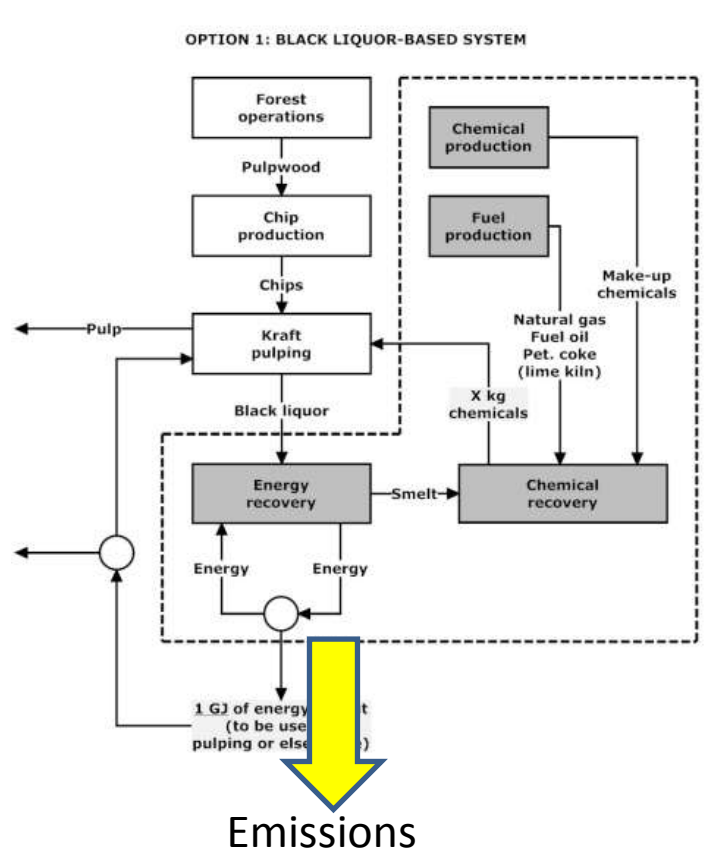 OPTION 1: BLACK LIQUOR-BASED SYSTEM
Forest
operations
Pulpwood
Chip
production
Chips
Pulp
Kraft
pulping
Black liquor
Chemical
production
Fuel
production
Make-up
chemicals
Natural gas
Fuel oil
Pet. coke
(lime kiln)
X kg
chemicals
Energy
recovery
Smelt
Chemical
recovery
Energy
Energy
1 GJ of energy
(to be
pulping or
Emissions